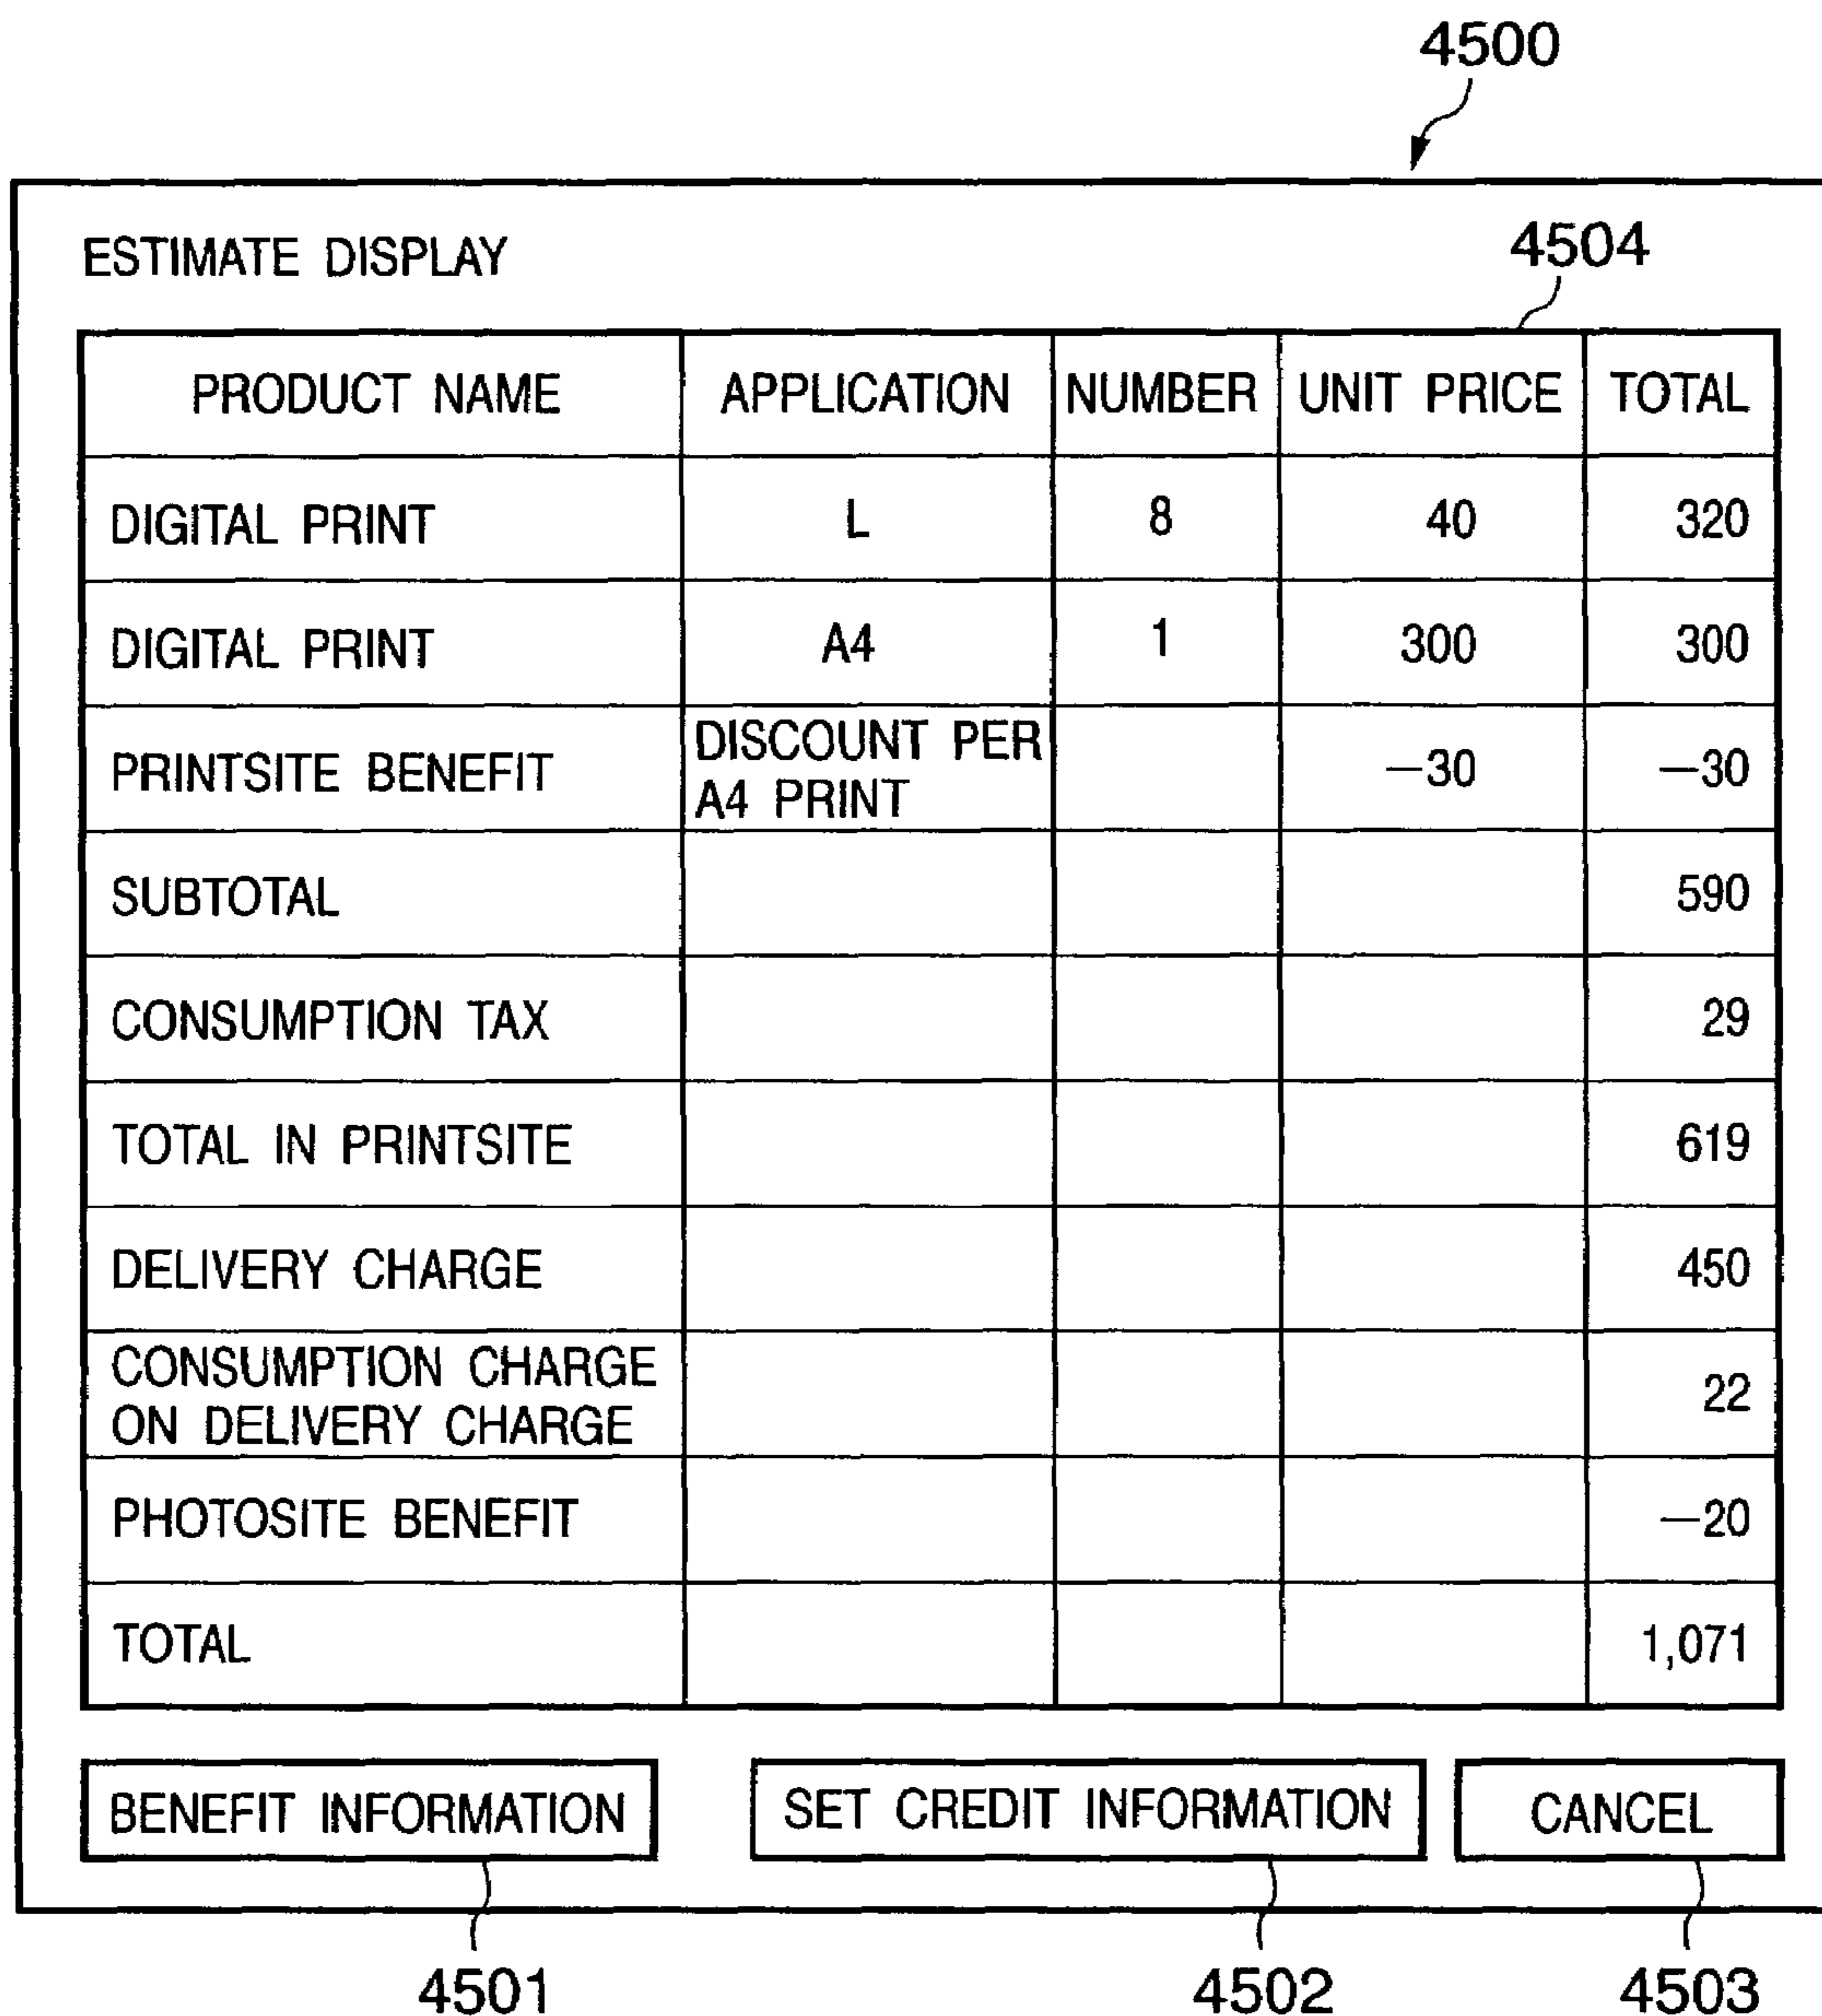 4500
ESTIMATE DISPLAY
4504
PRODUCT NAME APPLICATION NUMBER UNIT PRICE TOTAL
DIGITAL PRINT L 8 40 320
DIGITAL PRINT A4 1 300 300
PRINTSITE BENEFIT DISCOUNT PER A4 PRINT —30 —30
SUBTOTAL 590
CONSUMPTION TAX 29
TOTAL IN PRINTSITE 619
DELIVERY CHARGE 450
CONSUMPTION CHARGE
ON DELIVERY CHARGE 22
PHOTOSITE BENEFIT —20
TOTAL 1,071
BENEFIT INFORMATION SET CREDIT INFORMATION CANCEL
4501 4502 4503